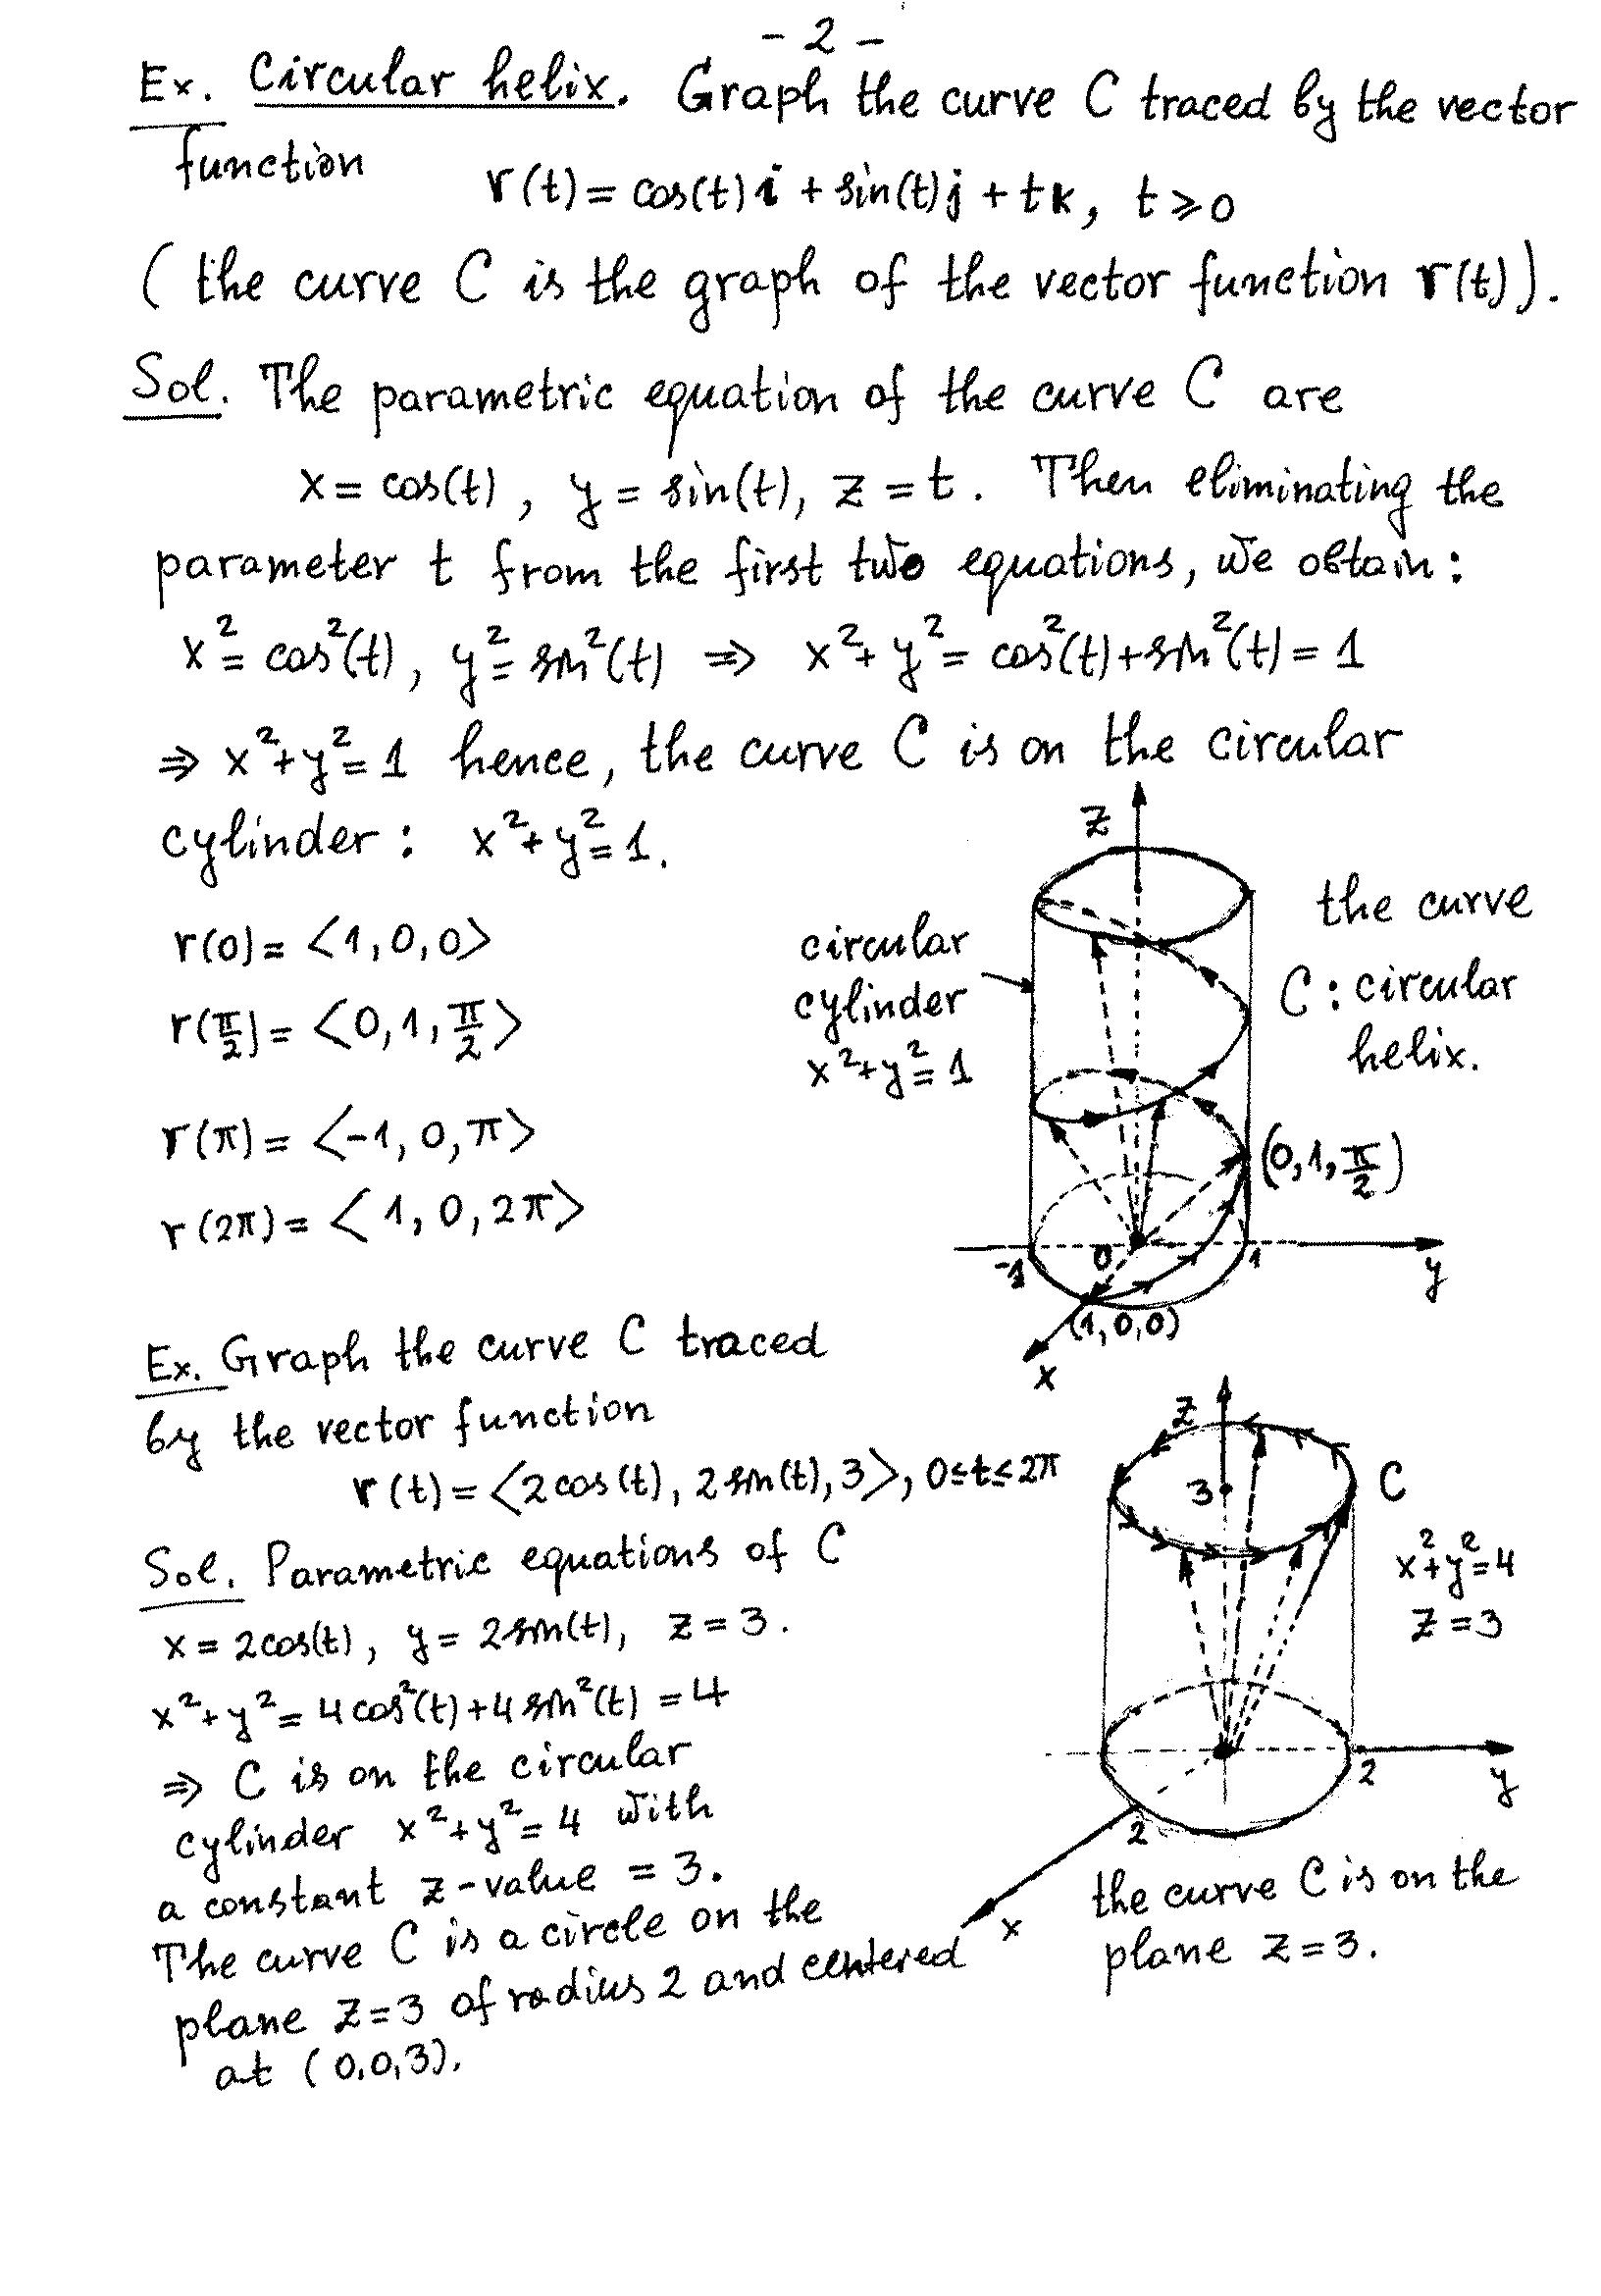 - 2 -
Ex. Circular helix. Graph the curve C traced by the vector
function
r(t) = cos(t) i + sin(t) j + t k, t ⩾ 0
( the curve C is the graph of the vector function r(t) ).
Sol. The parametric equation of the curve C are
x = cos(t), y = sin(t), z = t. Then eliminating the
parameter t from the first two equations, we obtain :
x² = cos²(t), y² = sin²(t) ⇒ x² + y² = cos²(t) + sin²(t) = 1
⇒ x² + y² = 1 hence, the curve C is on the circular
cylinder : x² + y² = 1.
r(0) = <1, 0, 0>
r(π/2) = <0, 1, π/2>
r(π) = <-1, 0, π>
r(2π) = <1, 0, 2π>
z
circular
cylinder
x² + y² = 1
the curve
C : circular
helix.
(0, 1, π/2)
-1
0
1
y
(1, 0, 0)
x
Ex. Graph the curve C traced
by the vector function
r(t) = <2cos(t), 2sin(t), 3>, 0 ≤ t ≤ 2π
Sol. Parametric equations of C
x = 2cos(t), y = 2sin(t), z = 3.
x² + y² = 4cos²(t) + 4sin²(t) = 4
⇒ C is on the circular
cylinder x² + y² = 4 with
a constant z-value = 3.
The curve C is a circle on the
plane z = 3 of radius 2 and centered
at (0,0,3).
z
3
C
x² + y² = 4
z = 3
2
y
2
x
the curve C is on the
plane z = 3.